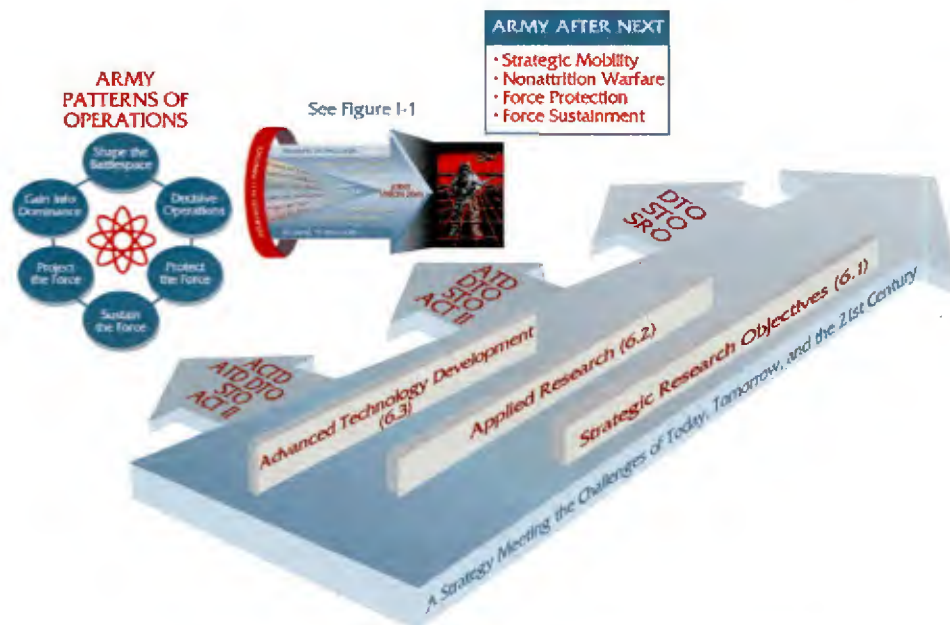 ARMY AFTER NEXT
• Strategic Mobility
• Nonattrition Warfare
• Force Protection
• Force Sustainment
ARMY
PATTERNS OF
OPERATIONS
Shape the
Battlespace
Gain Info
Dominance
Decisive
Operations
Project
the Force
Protect
the Force
Sustain
the Force
See Figure I-1
DTO
STO
SRO
ATD
DTO
STO
ACT II
ACTD
ATD DTO
STO
ACT II
Advanced Technology Development
(6.3)
Applied Research (6.2)
Strategic Research Objectives (6.1)
A Strategy Meeting the Challenges of Today, Tomorrow, and the 21st Century